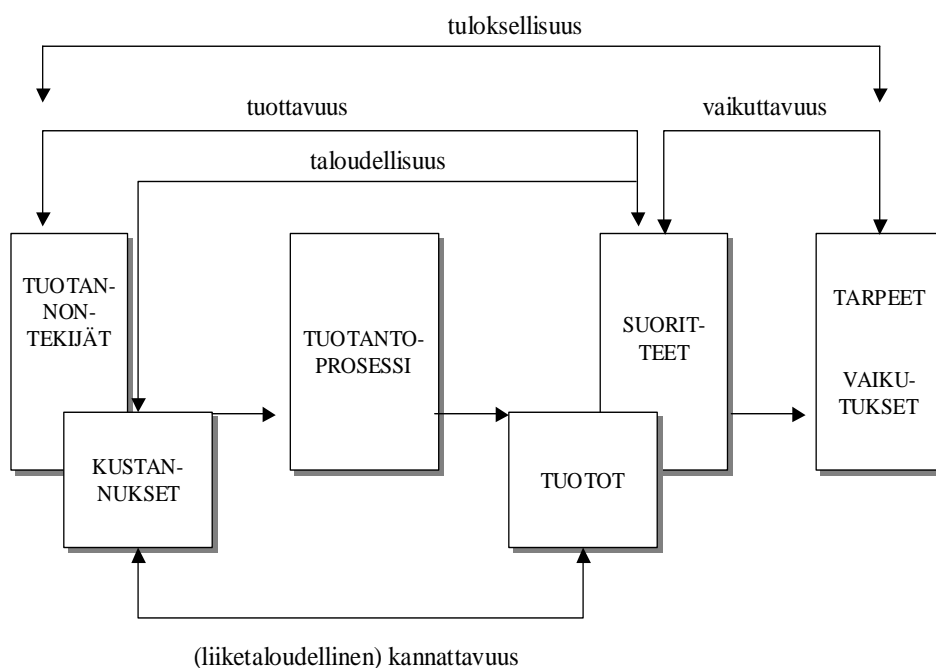 tuloksellisuus
tuottavuus
vaikuttavuus
taloudellisuus
TUOTAN-
NON-
TEKIJÄT
KUSTAN-
NUKSET
TUOTANTO-
PROSESSI
SUORIT-
TEET
TUOTOT
TARPEET
VAIKU-
TUKSET
(liiketaloudellinen) kannattavuus